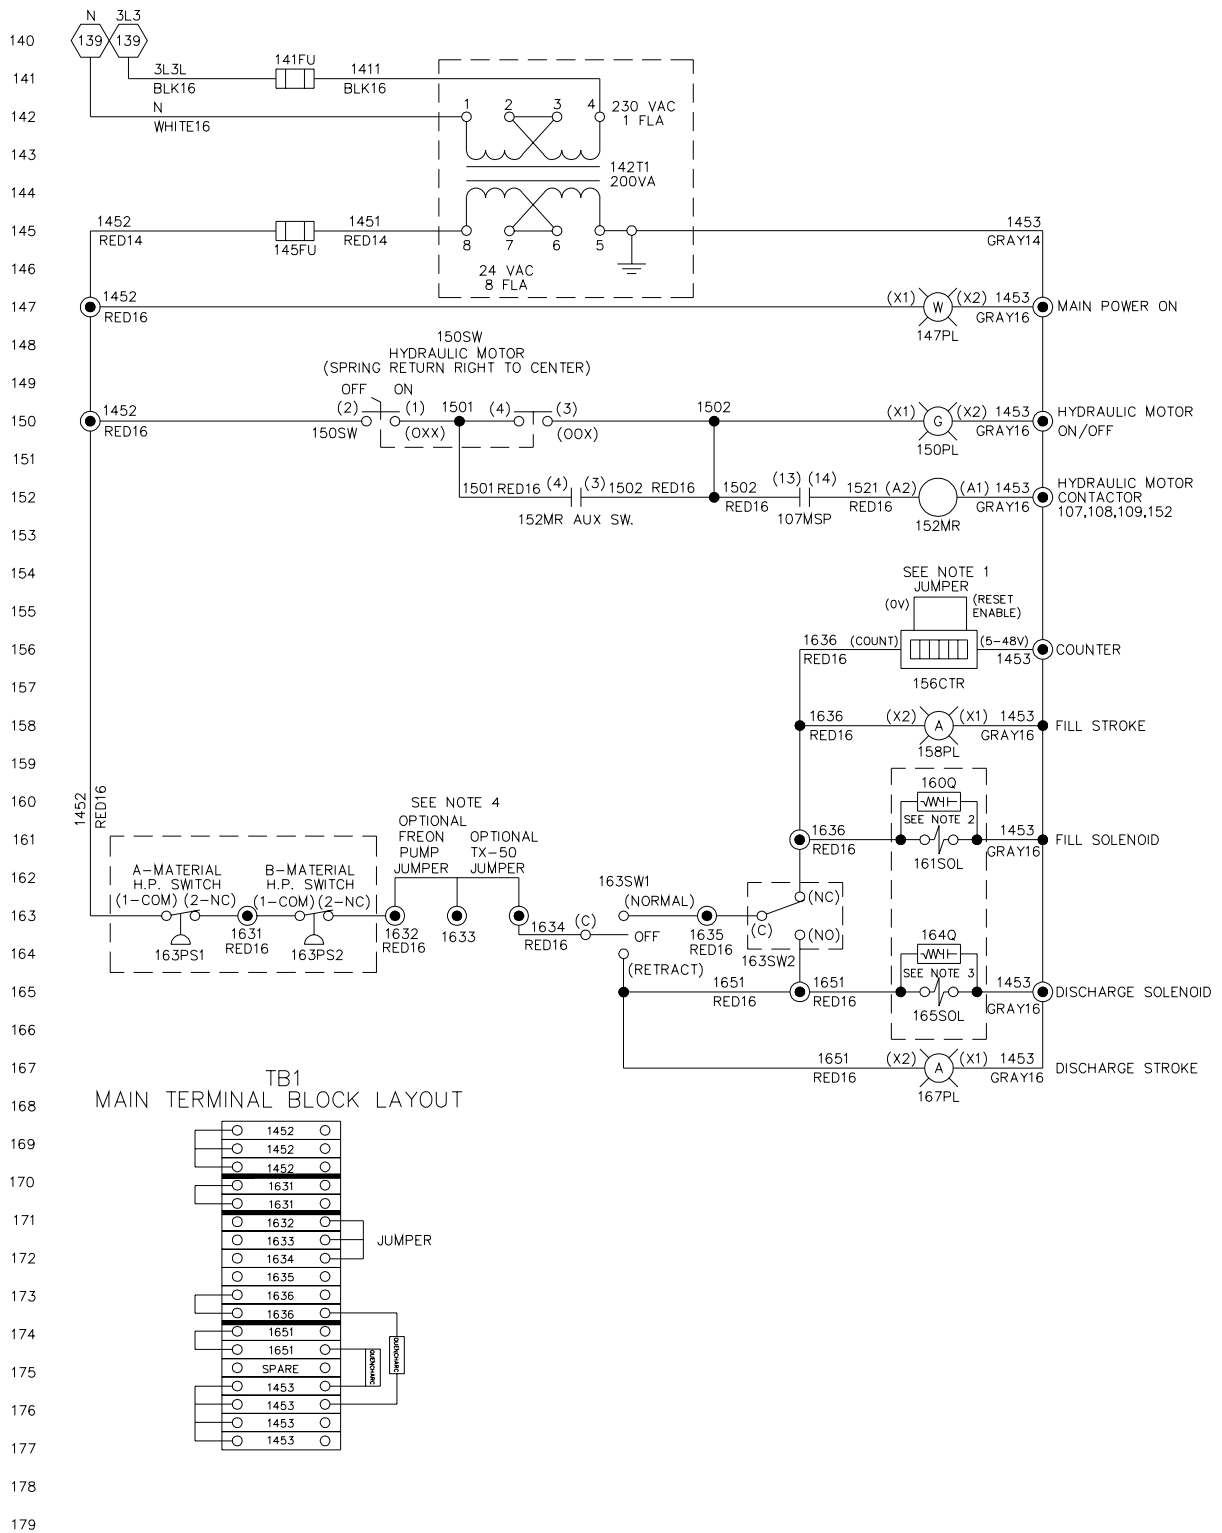 N 3L3
140 139 139
141FU
3L3L 1411
141
BLK16 BLK16
N 1 2 3 4 230 VAC
142 1 FLA
WHITE16
143
142T1
200VA
144
1452 1451 1453
145
RED14 145FU RED14 8 7 6 5 GRAY14
146
24 VAC
8 FLA
1452 (X1) W (X2) 1453
147 MAIN POWER ON
RED16 147PL GRAY16
148
150SW
HYDRAULIC MOTOR
(SPRING RETURN RIGHT TO CENTER)
149
OFF ON
1452 (2) (1) 1501 (4) (3) 1502 (X1) G (X2) 1453 HYDRAULIC MOTOR
150 ON/OFF
RED16 150SW (OXX) (OOX) 150PL GRAY16
151
1501 RED16 (4) (3) 1502 RED16 1502 (13) (14) 1521 (A2) (A1) 1453 HYDRAULIC MOTOR
152 CONTACTOR
152MR AUX SW. RED16 107MSP RED16 152MR GRAY16 107,108,109,152
153
154
SEE NOTE 1
JUMPER
155
(0V) (RESET
ENABLE)
156 1636 (COUNT) (5-48V) COUNTER
RED16 1453
157 156CTR
1636 (X2) A (X1) 1453
158 FILL STROKE
RED16 158PL GRAY16
159
160 1452 RED16 SEE NOTE 4 160Q
OPTIONAL
FREON OPTIONAL
PUMP TX-50
JUMPER JUMPER
SEE NOTE 2
161 1636 1453 FILL SOLENOID
RED16 161SOL GRAY16
162 A-MATERIAL B-MATERIAL
H.P. SWITCH H.P. SWITCH
163SW1
(1-COM) (2-NC) (1-COM) (2-NC) (NORMAL) (NC)
163
163PS1 1631 163PS2 1632 1633 1634 (C) OFF 1635 (C) (NO)
RED16 RED16 RED16 RED16
164 163SW2 164Q
(RETRACT)
SEE NOTE 3
165 1651 1651 1453 DISCHARGE SOLENOID
RED16 RED16 165SOL GRAY16
166
1651 (X2) A (X1) 1453
167 DISCHARGE STROKE
RED16 167PL GRAY16
TB1
168 MAIN TERMINAL BLOCK LAYOUT
1452
169 1452
1452
170 1631
1631
171 1632
1633 JUMPER
172 1634
1635
173 1636
1636
174 1651
1651
QUENCHARC
QUENCHARC
175 SPARE
1453
176 1453
1453
177 1453
178
179